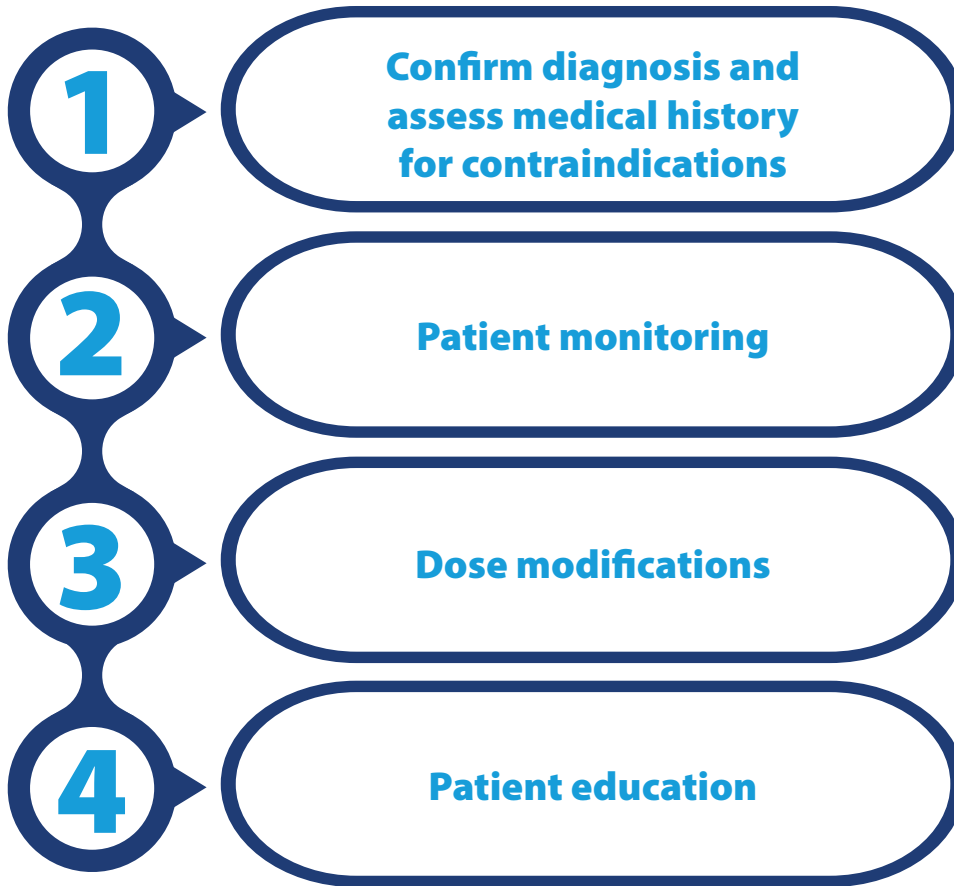 1
Confirm diagnosis and
assess medical history
for contraindications
2
Patient monitoring
3
Dose modifications
4
Patient education